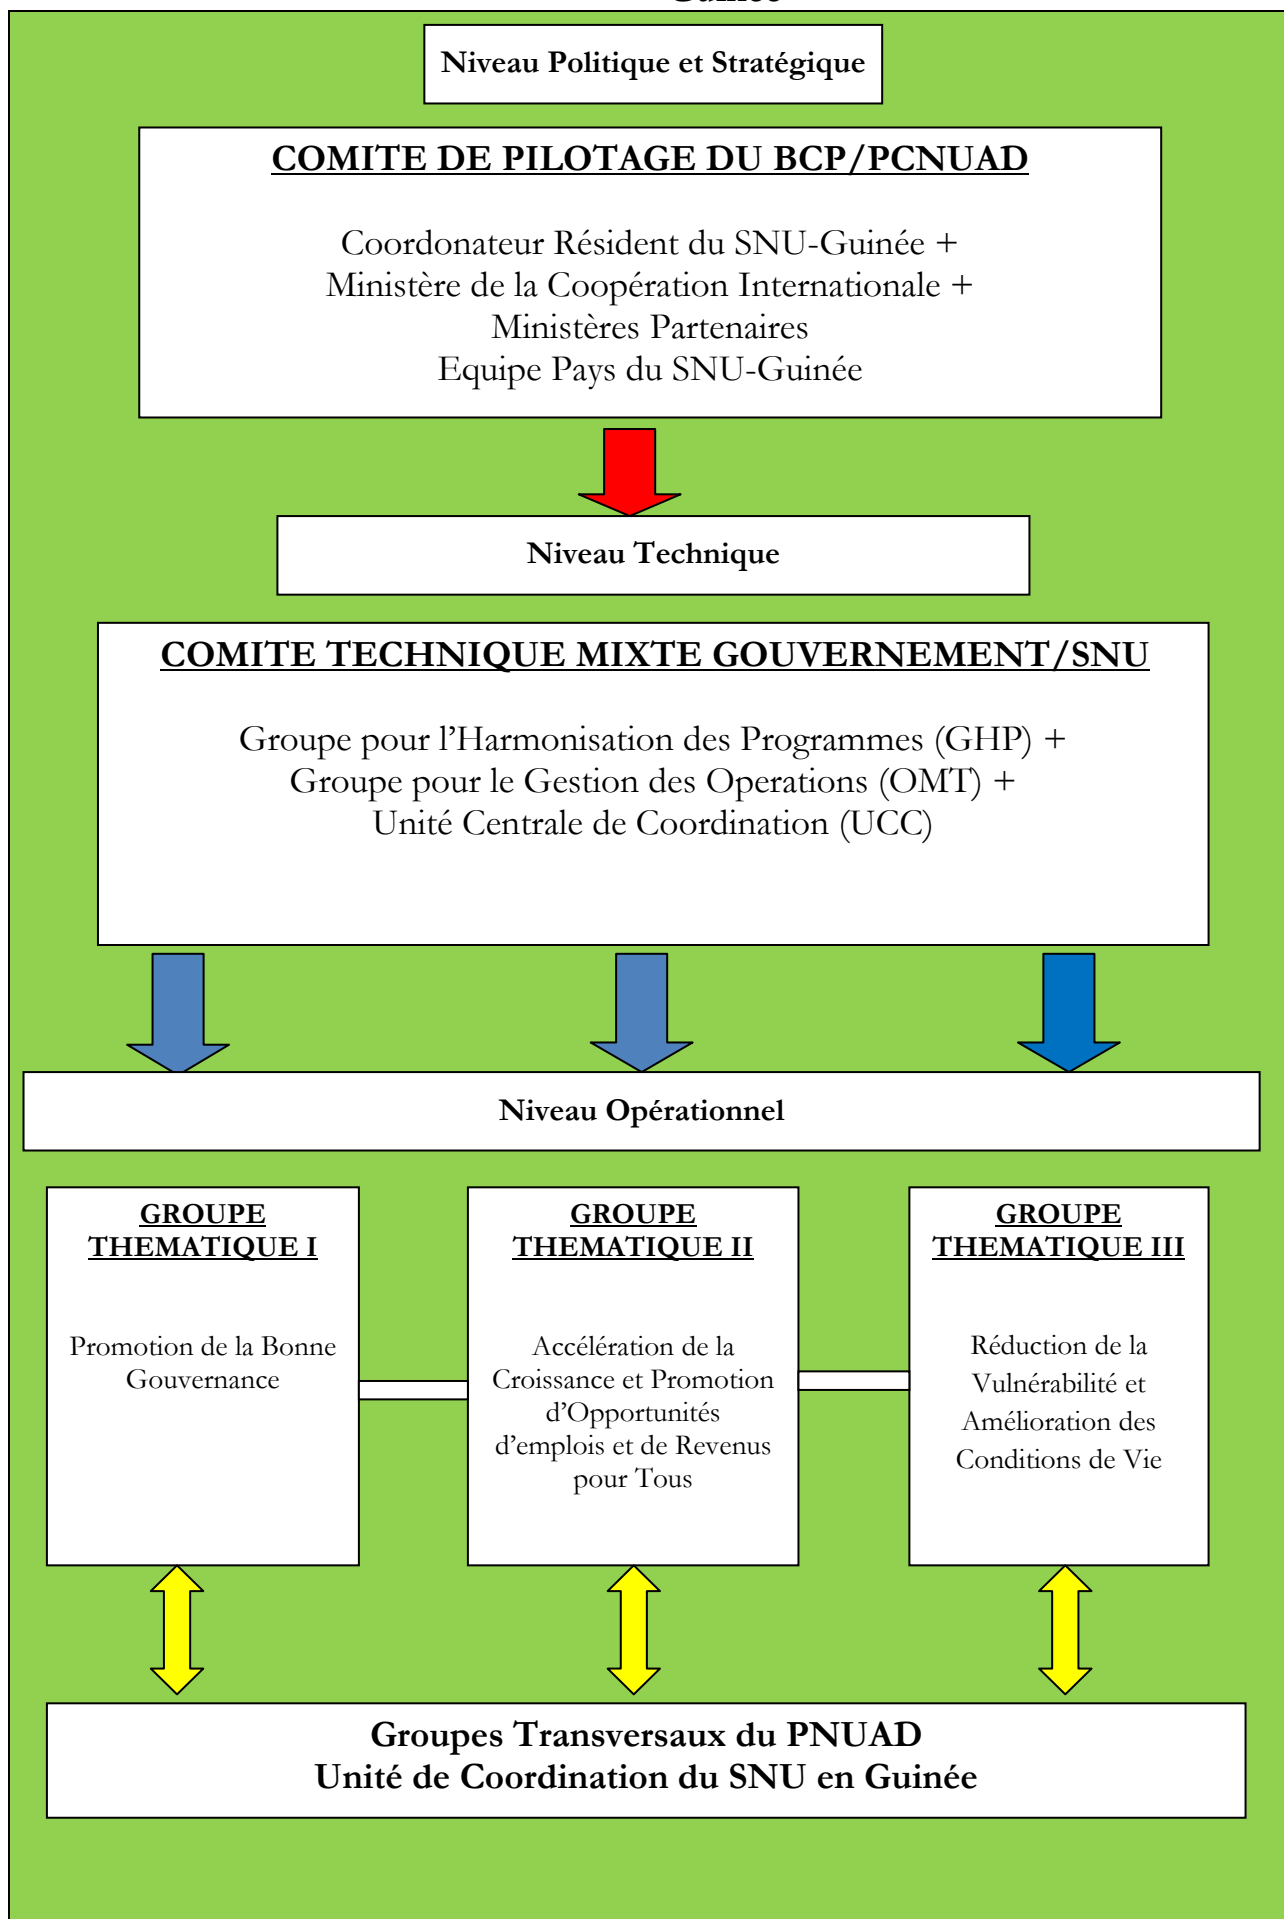 Niveau Politique et Stratégique
COMITE DE PILOTAGE DU BCP/PCNUAD
Coordonateur Résident du SNU-Guinée +
Ministère de la Coopération Internationale +
Ministères Partenaires
Equipe Pays du SNU-Guinée
Niveau Technique
COMITE TECHNIQUE MIXTE GOUVERNEMENT/SNU
Groupe pour l’Harmonisation des Programmes (GHP) +
Groupe pour le Gestion des Operations (OMT) +
Unité Centrale de Coordination (UCC)
Niveau Opérationnel
GROUPE
THEMATIQUE I
Promotion de la Bonne
Gouvernance
GROUPE
THEMATIQUE II
Accélération de la
Croissance et Promotion
d’Opportunités
d’emplois et de Revenus
pour Tous
GROUPE
THEMATIQUE III
Réduction de la
Vulnérabilité et
Amélioration des
Conditions de Vie
Groupes Transversaux du PNUAD
Unité de Coordination du SNU en Guinée